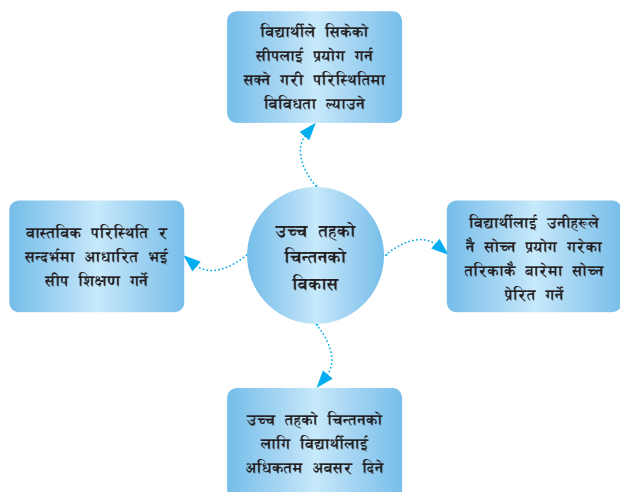 विद्यार्थीले सिकेको
सीपलाई प्रयोग गर्न
सक्ने गरी परिस्थितिमा
विविधता ल्याउने
वास्तविक परिस्थिति र
सन्दर्भमा आधारित भई
सीप शिक्षण गर्ने
उच्च तहको
चिन्तनको
विकास
विद्यार्थीलाई उनीहरूले
नै सोच्न प्रयोग गरेका
तरिकाकै बारेमा सोच्न
प्रेरित गर्ने
उच्च तहको चिन्तनको
लागि विद्यार्थीलाई
अधिकतम अवसर दिने